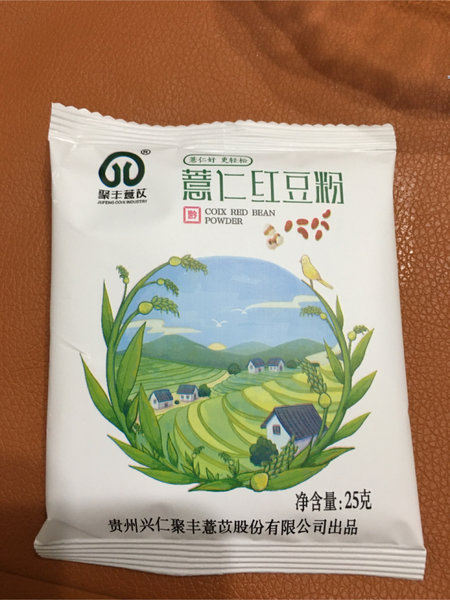 ®
聚丰薏苡
JUFENG COIX INDUSTRY
薏仁好 更轻松
薏仁红豆粉
黔
COIX RED BEAN
POWDER
净含量:25克
贵州兴仁聚丰薏苡股份有限公司出品